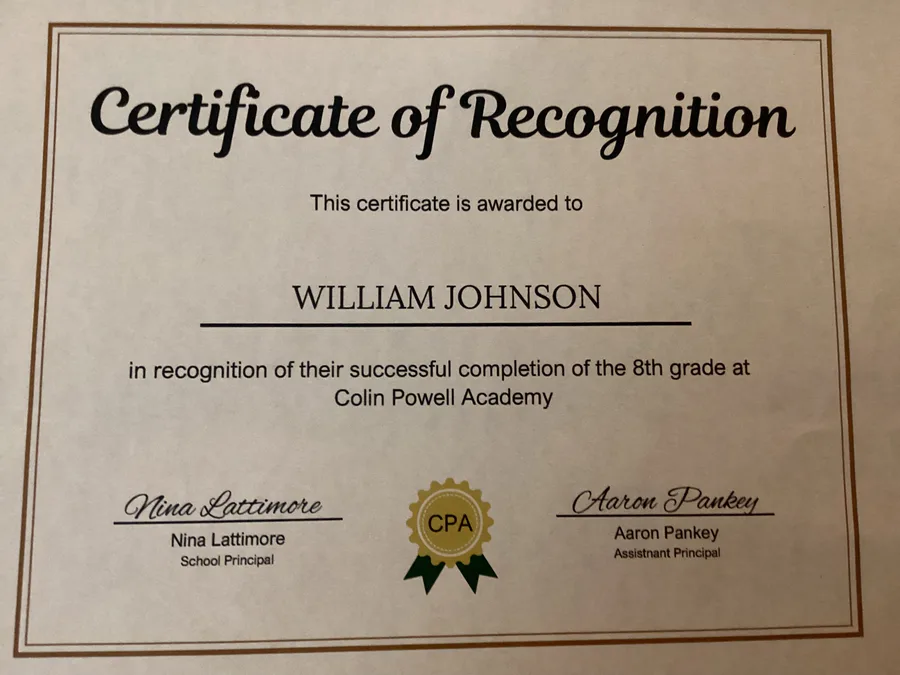 Certificate of Recognition
This certificate is awarded to
WILLIAM JOHNSON
in recognition of their successful completion of the 8th grade at
Colin Powell Academy
Nina Lattimore
Nina Lattimore
School Principal
CPA
Aaron Pankey
Aaron Pankey
Assistnant Principal